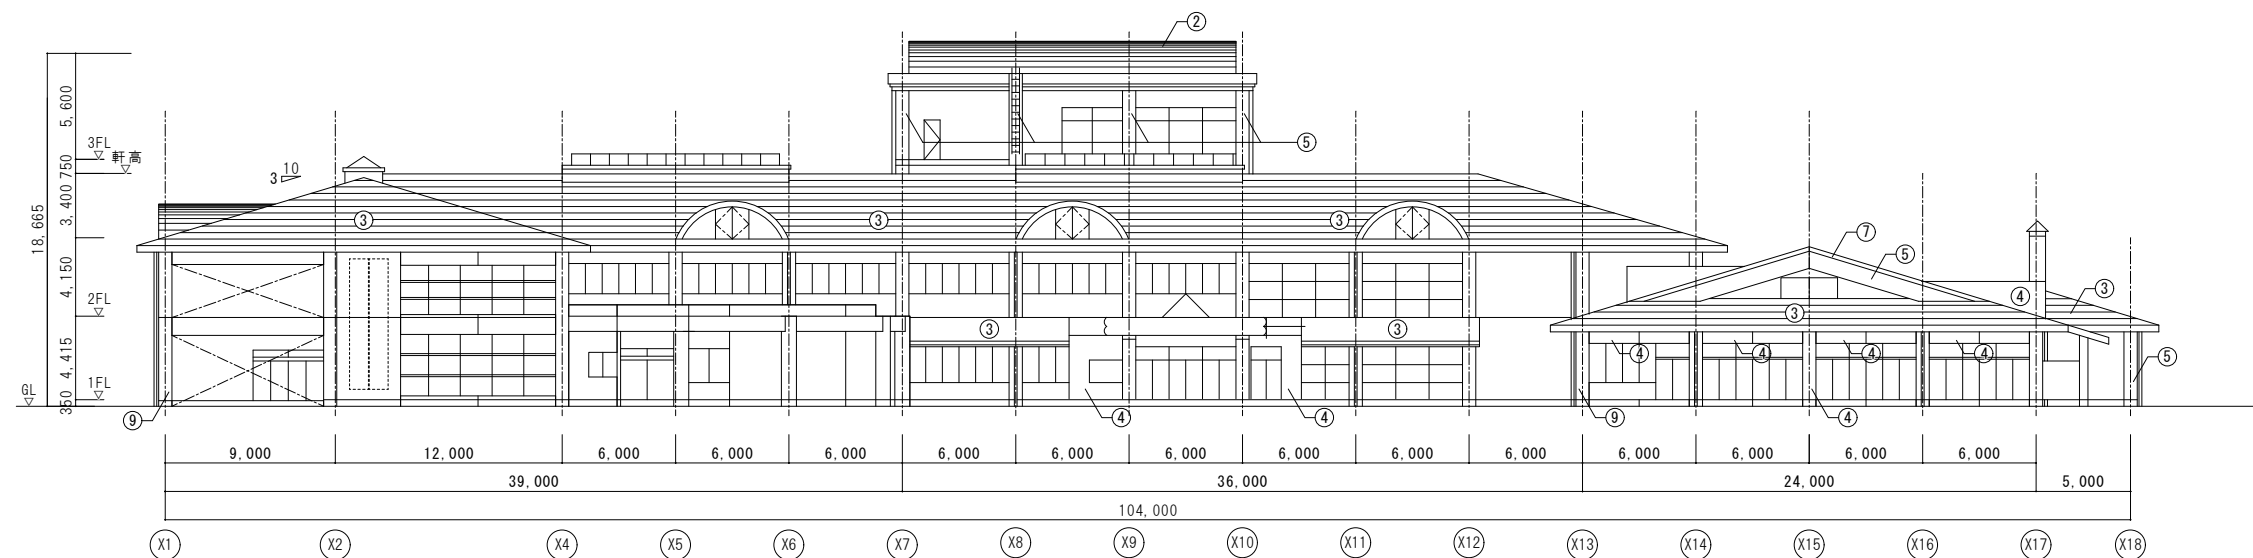 ②
5,600
3FL
軒高
750
10
3
⑤
3,400
18,665
③
③
③
⑦
⑤
4,150
④
③
2FL
③
③
③
4,415
④
④
④
④
⑤
GL
350
1FL
⑨
④
④
⑨
④
9,000
12,000
6,000
6,000
6,000
6,000
6,000
6,000
6,000
6,000
6,000
6,000
6,000
6,000
6,000
39,000
36,000
24,000
5,000
104,000
X1
X2
X4
X5
X6
X7
X8
X9
X10
X11
X12
X13
X14
X15
X16
X17
X18